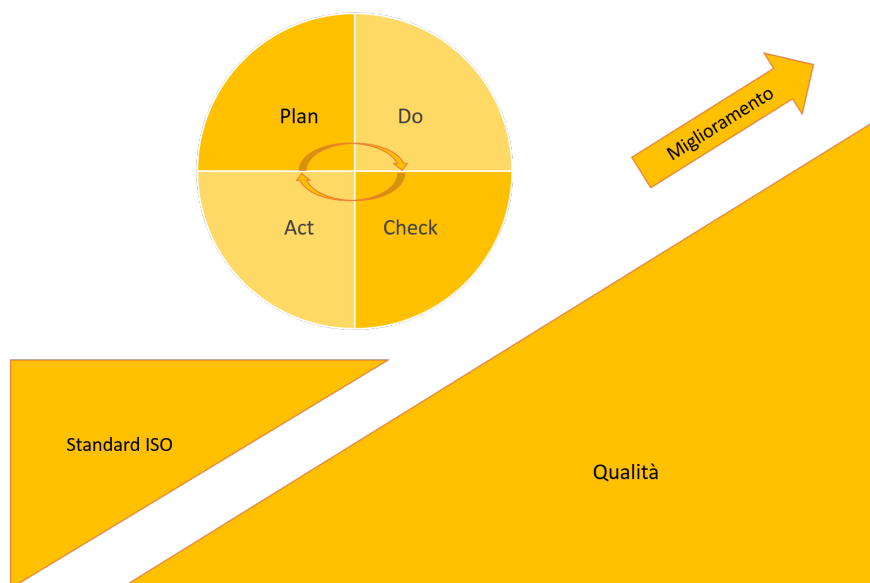 Plan
Do
Miglioramento
Act
Check
Standard ISO
Qualità